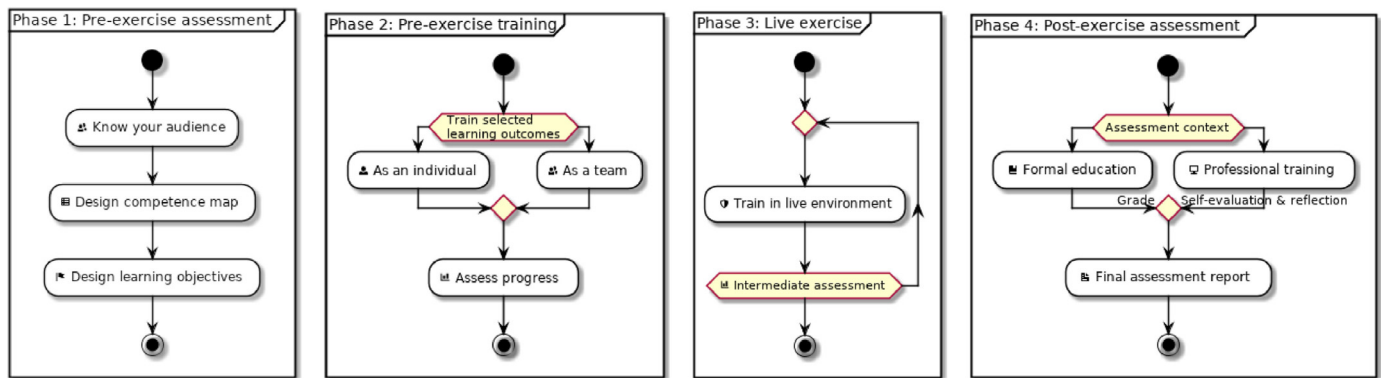 Phase 1: Pre-exercise assessment
Know your audience
Design competence map
Design learning objectives
Phase 2: Pre-exercise training
Train selected
learning outcomes
As an individual
As a team
Assess progress
Phase 3: Live exercise
Train in live environment
Intermediate assessment
Phase 4: Post-exercise assessment
Assessment context
Formal education
Professional training
Grade
Self-evaluation & reflection
Final assessment report